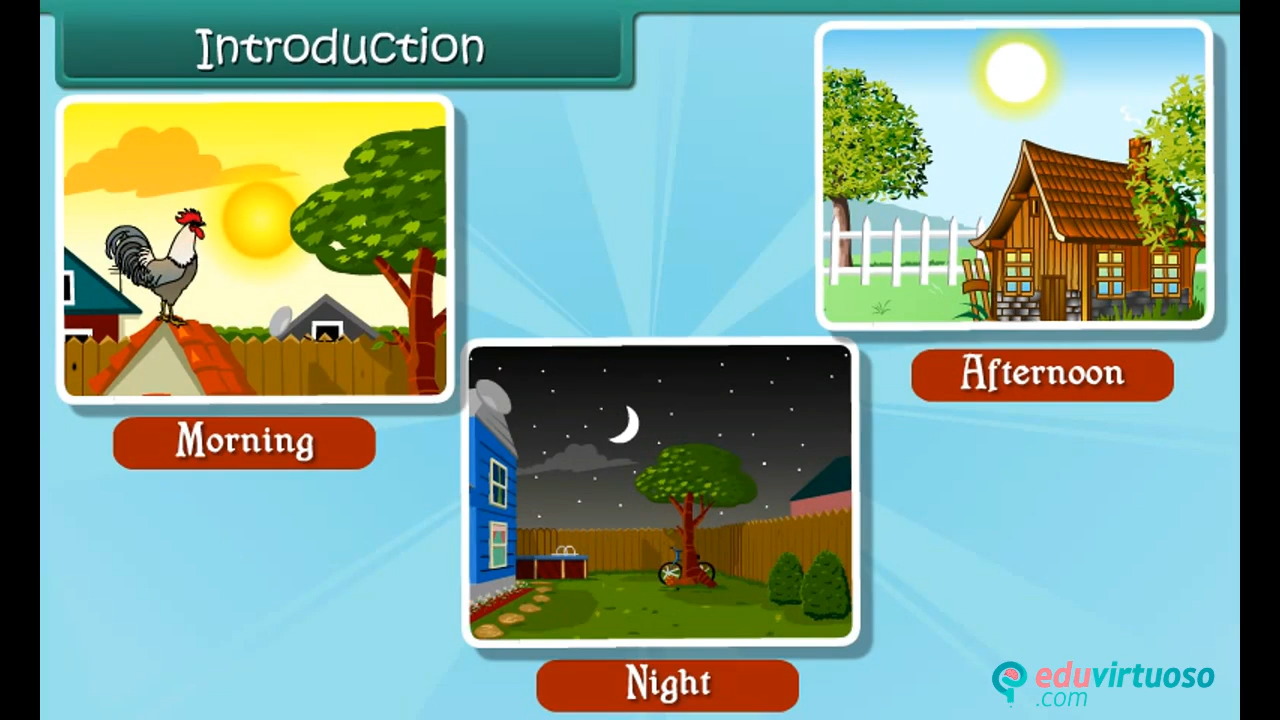 Introduction
Morning
Afternoon
Night
eduvirtuoso
.com